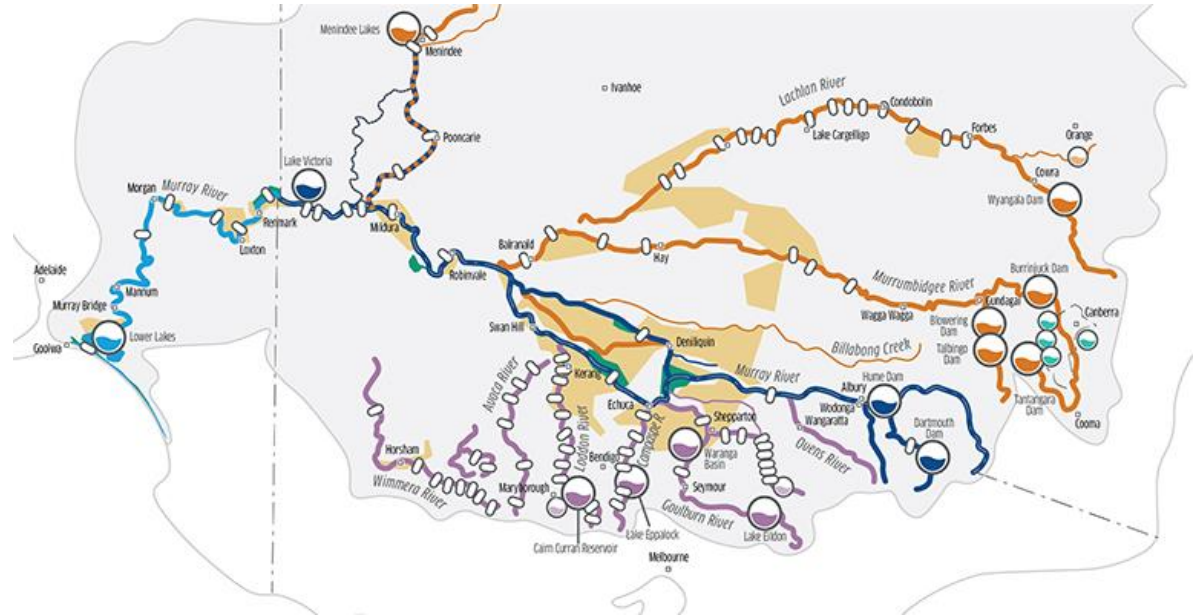 Menindee Lakes
Menindee
Ivanhoe
Lachlan River
Condobolin
Lake Cargelligo
Forbes
Orange
Pooncarie
Lake Victoria
Cowra
Wyangala Dam
Morgan
Murray River
Renmark
Loxton
Mildura
Balranald
Hay
Robinvale
Murrumbidgee River
Burrinjuck Dam
Adelaide
Mannum
Murray Bridge
Wagga Wagga
Gundagai
Blowering
Dam
Canberra
Goolwa
Lower Lakes
Swan Hill
Deniliquin
Billabong Creek
Talbingo
Dam
Avoca River
Kerang
Murray River
Albury
Hume Dam
Tantangara
Dam
Cooma
Echuca
Wodonga
Wangaratta
Dartmouth
Dam
Horsham
Loddon River
Campaspe R.
Shepparton
Ovens River
Bendigo
Waranga
Basin
Wimmera River
Maryborough
Seymour
Goulburn River
Lake Eppalock
Lake Eildon
Cairn Curran Reservoir
Melbourne